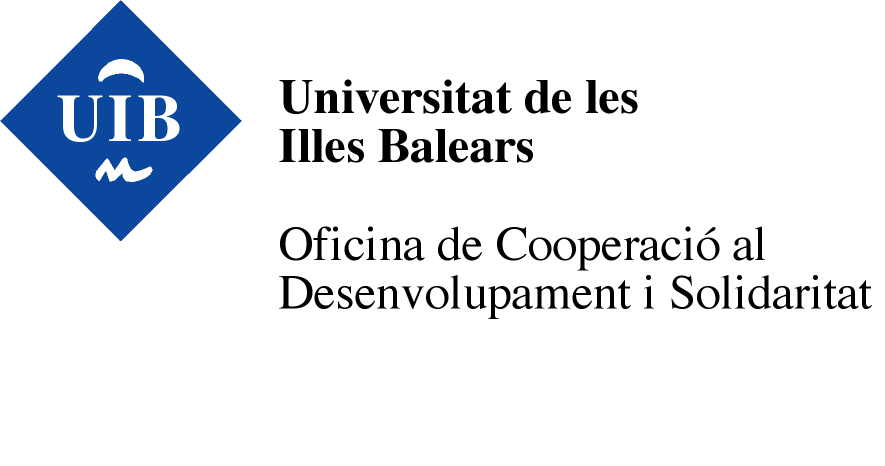 UIB
Universitat de les
Illes Balears
Oficina de Cooperació al
Desenvolupament i Solidaritat